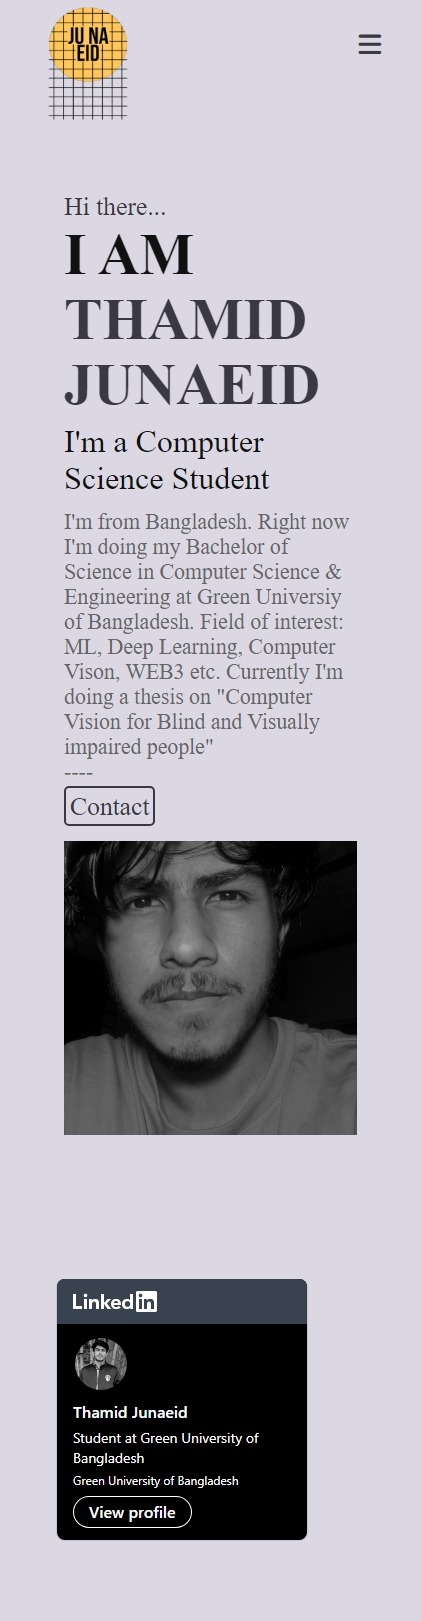 JU NA
EID
Hi there...
I AM
THAMID
JUNAEID
I'm a Computer
Science Student
I'm from Bangladesh. Right now
I'm doing my Bachelor of
Science in Computer Science &
Engineering at Green Universiy
of Bangladesh. Field of interest:
ML, Deep Learning, Computer
Vison, WEB3 etc. Currently I'm
doing a thesis on "Computer
Vision for Blind and Visually
impaired people"
----
Contact
Linkedin
Thamid Junaeid
Student at Green University of
Bangladesh
Green University of Bangladesh
View profile